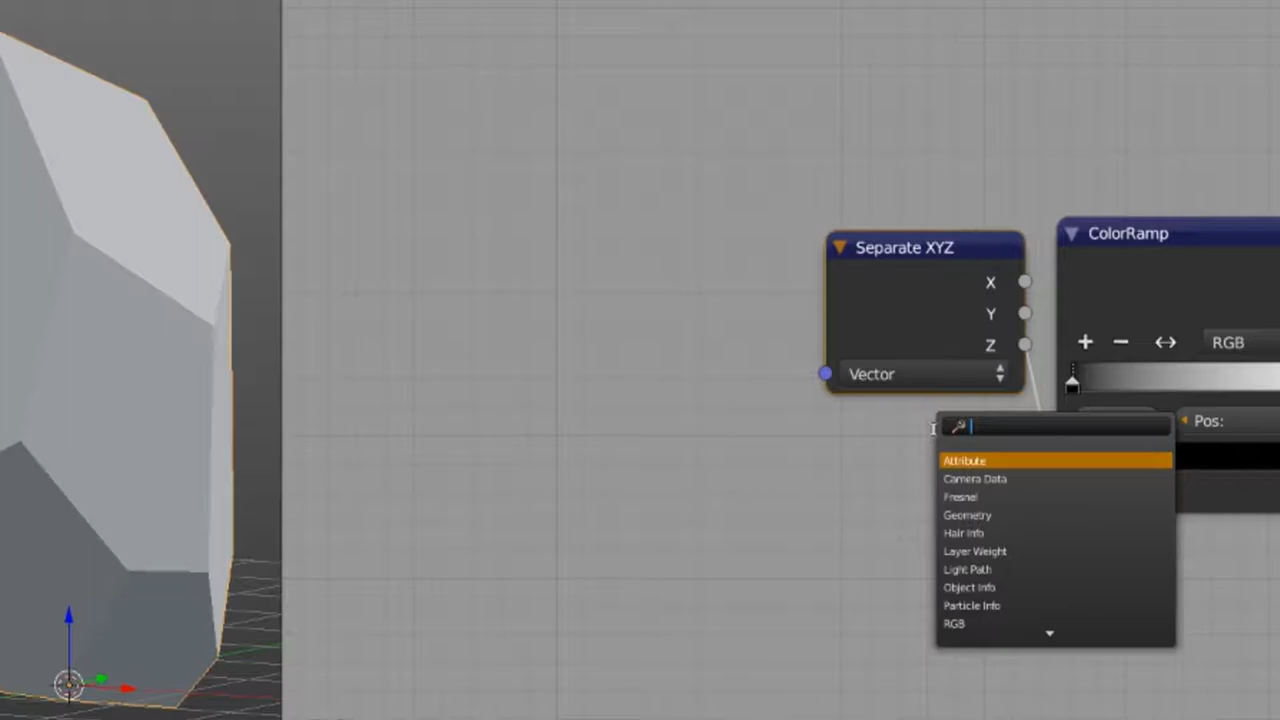 Separate XYZ
X
Y
Z
Vector
ColorRamp
RGB
Pos:
Attribute
Camera Data
Fresnel
Geometry
Hair Info
Layer Weight
Light Path
Object Info
Particle Info
RGB